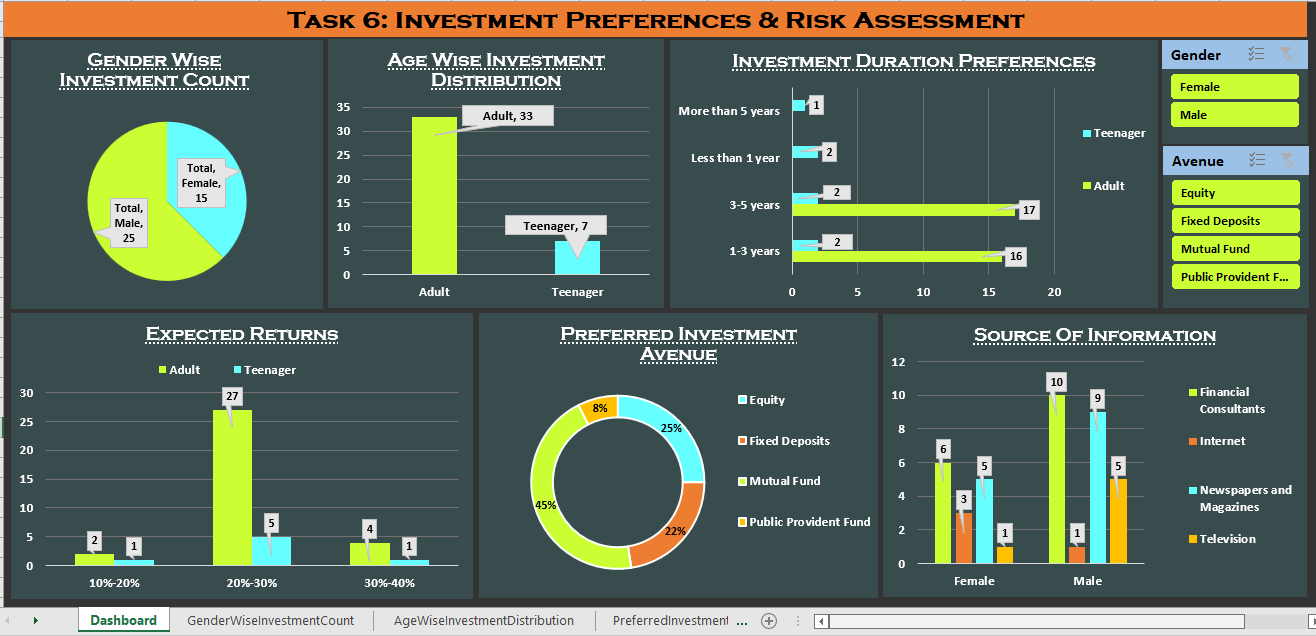 TASK 6: INVESTMENT PREFERENCES & RISK ASSESSMENT
GENDER WISE
INVESTMENT COUNT
Total,
Female,
15
Total,
Male,
25
AGE WISE INVESTMENT
DISTRIBUTION
35
30
25
20
15
10
5
0
Adult, 33
Teenager, 7
Adult
Teenager
INVESTMENT DURATION PREFERENCES
More than 5 years
1
Less than 1 year
2
3-5 years
2
17
1-3 years
2
16
0
5
10
15
20
Teenager
Adult
Gender
Female
Male
Avenue
Equity
Fixed Deposits
Mutual Fund
Public Provident F...
EXPECTED RETURNS
Adult
Teenager
30
25
20
15
10
5
0
2
1
27
5
4
1
10%-20%
20%-30%
30%-40%
PREFERRED INVESTMENT
AVENUE
8%
25%
45%
22%
Equity
Fixed Deposits
Mutual Fund
Public Provident Fund
SOURCE OF INFORMATION
12
10
8
6
4
2
0
6
3
5
1
10
1
9
5
Female
Male
Financial
Consultants
Internet
Newspapers and
Magazines
Television
Dashboard
GenderWiseInvestmentCount
AgeWiseInvestmentDistribution
PreferredInvestment ...